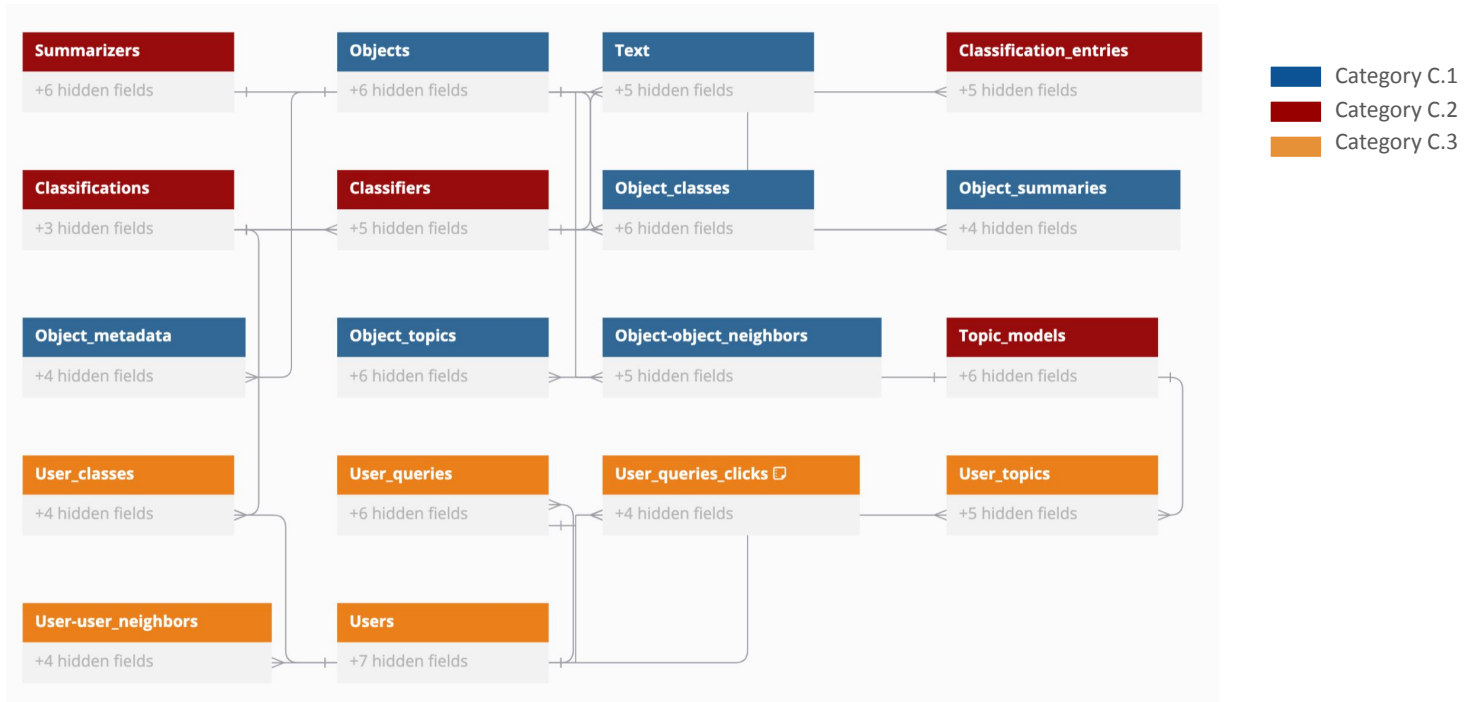 Summarizers
+6 hidden fields
Objects
+6 hidden fields
Text
+5 hidden fields
Classification_entries
+5 hidden fields
Category C.1
Category C.2
Category C.3
Classifications
+3 hidden fields
Classifiers
+5 hidden fields
Object_classes
+6 hidden fields
Object_summaries
+4 hidden fields
Object_metadata
+4 hidden fields
Object_topics
+6 hidden fields
Object-object_neighbors
+5 hidden fields
Topic_models
+6 hidden fields
User_classes
+4 hidden fields
User_queries
+6 hidden fields
User_queries_clicks
+4 hidden fields
User_topics
+5 hidden fields
User-user_neighbors
+4 hidden fields
Users
+7 hidden fields